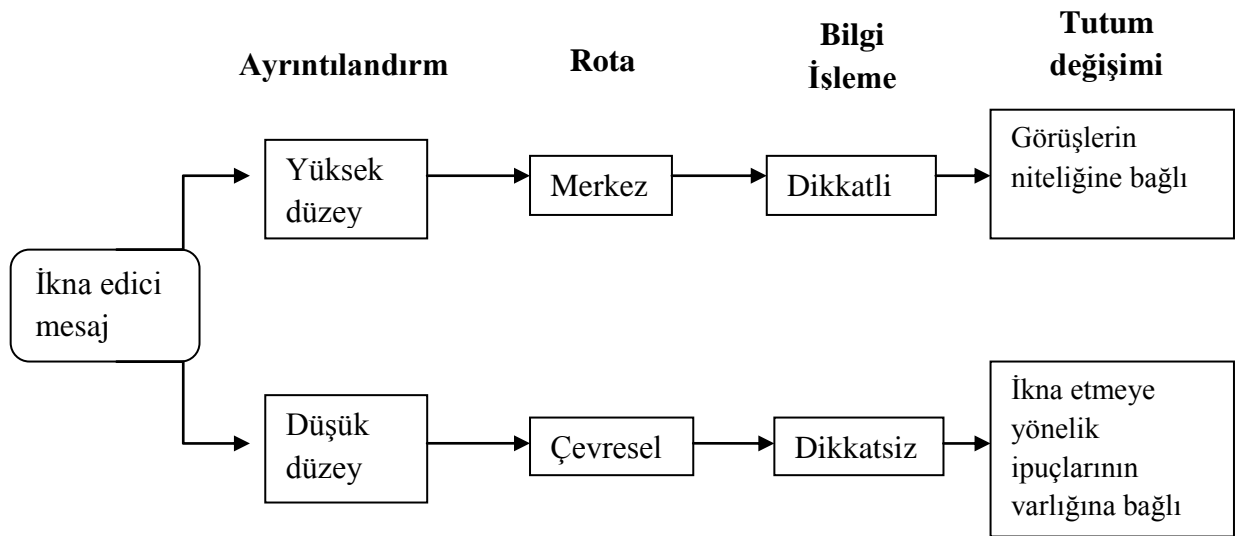 Ayrıntılandırm
Rota
Bilgi
İşleme
Tutum
değişimi
Yüksek
düzey
Merkez
Dikkatli
Görüşlerin
niteliğine bağlı
İkna edici
mesaj
Düşük
düzey
Çevresel
Dikkatsiz
İkna etmeye
yönelik
ipuçlarının
varlığına bağlı